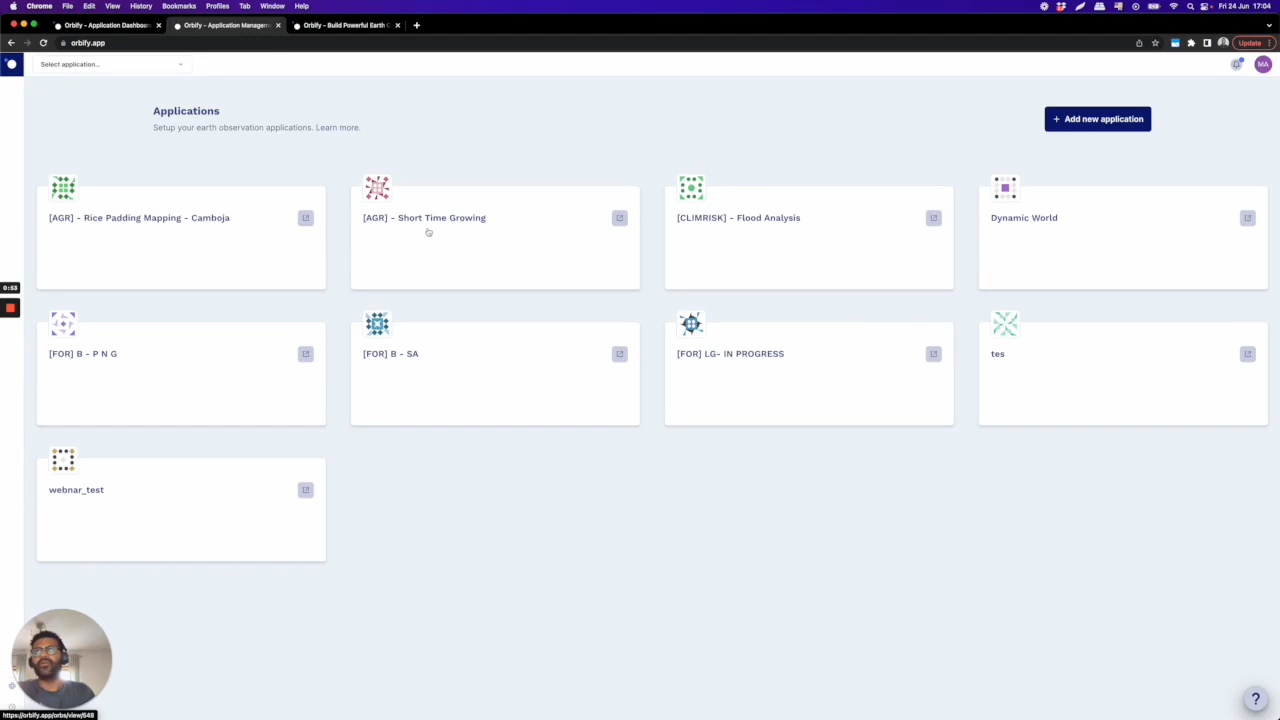 Chrome File Edit View History Bookmarks Profiles Tab Window Help
Fri 24 Jun 17:04
Orbify - Application Dashboar
Orbify - Application Managem
Orbify - Build Powerful Earth O
orbify.app
Update
Select application...
MA
Applications
Setup your earth observation applications. Learn more.
+ Add new application
[AGR] - Rice Padding Mapping - Camboja
[AGR] - Short Time Growing
[CLIMRISK] - Flood Analysis
Dynamic World
0:53
[FOR] B - P N G
[FOR] B - SA
[FOR] LG- IN PROGRESS
tes
webnar_test
?
https://orbify.app/orbs/view/648